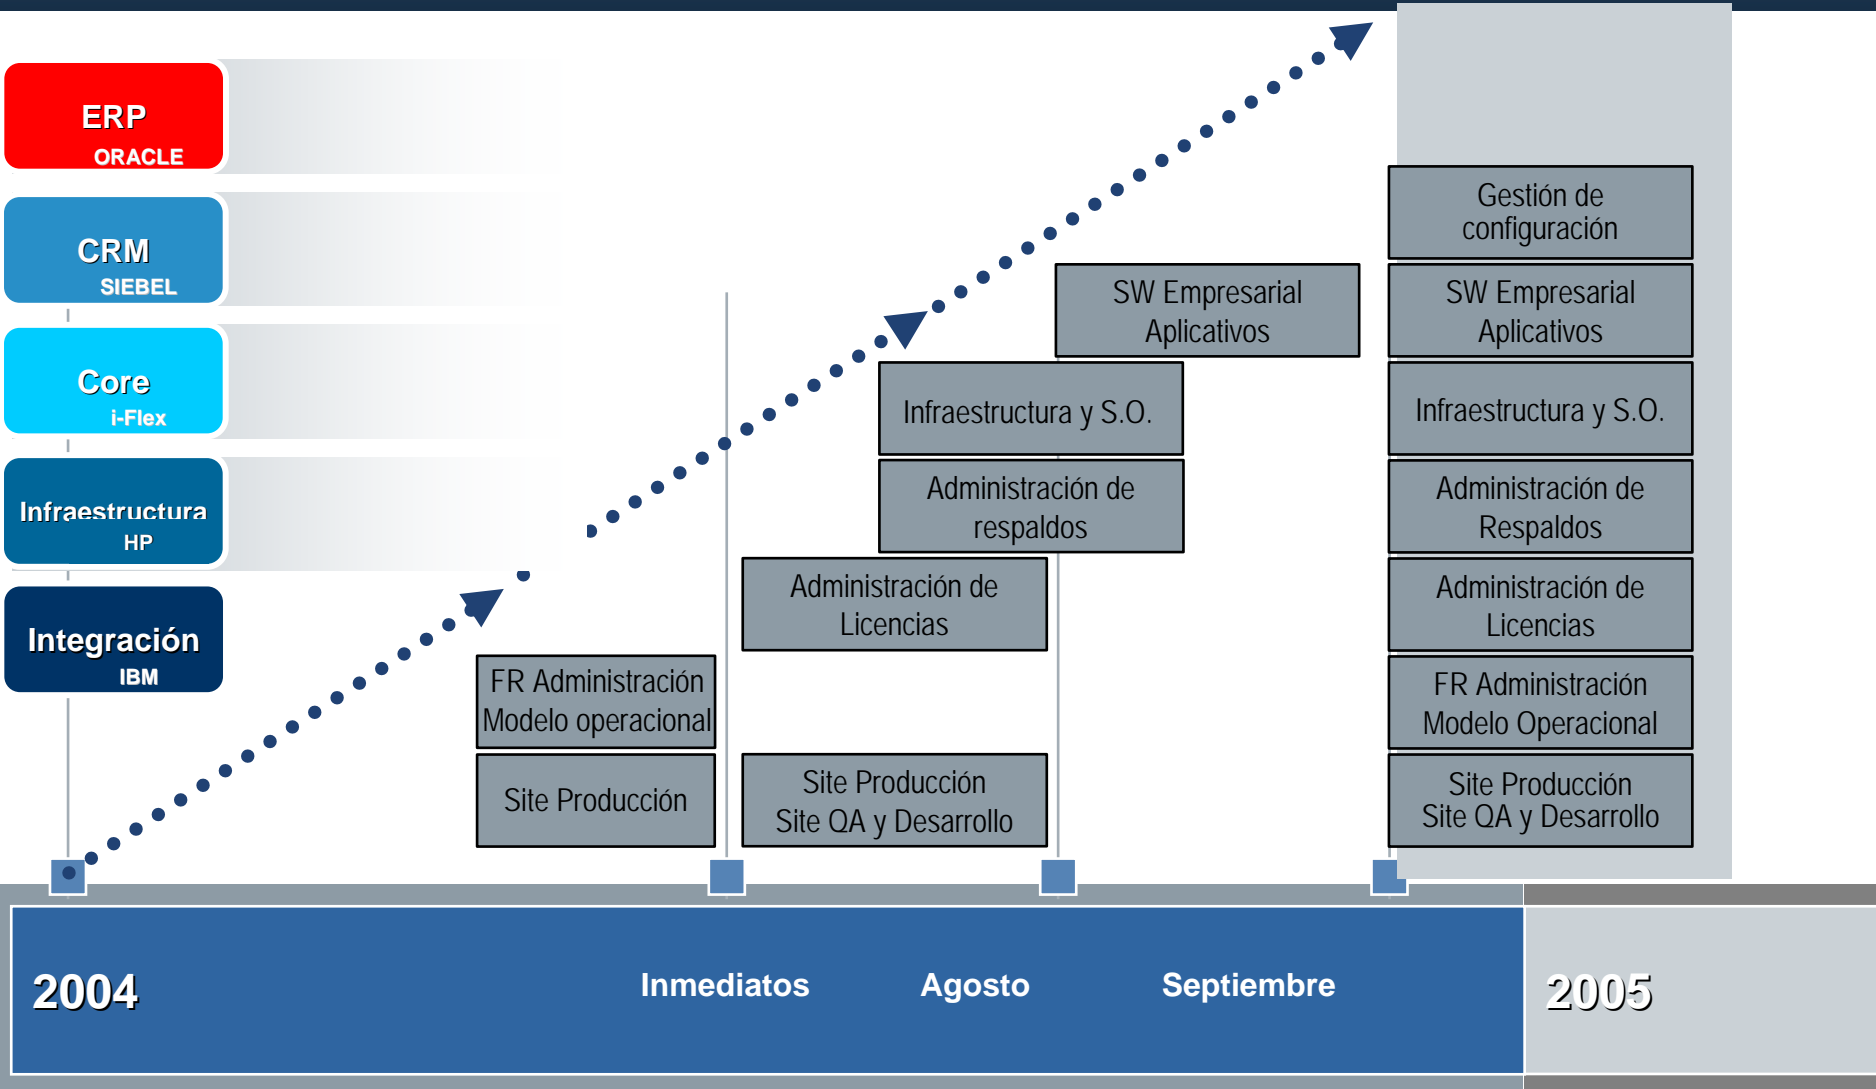 ERP
ORACLE
CRM
SIEBEL
Core
i-Flex
Infraestructura
HP
Integración
IBM
FR Administración
Modelo operacional
Site Producción
Administración de
Licencias
Site Producción
Site QA y Desarrollo
Infraestructura y S.O.
Administración de
respaldos
SW Empresarial
Aplicativos
Gestión de
configuración
SW Empresarial
Aplicativos
Infraestructura y S.O.
Administración de
Respaldos
Administración de
Licencias
FR Administración
Modelo Operacional
Site Producción
Site QA y Desarrollo
2004
Inmediatos
Agosto
Septiembre
2005